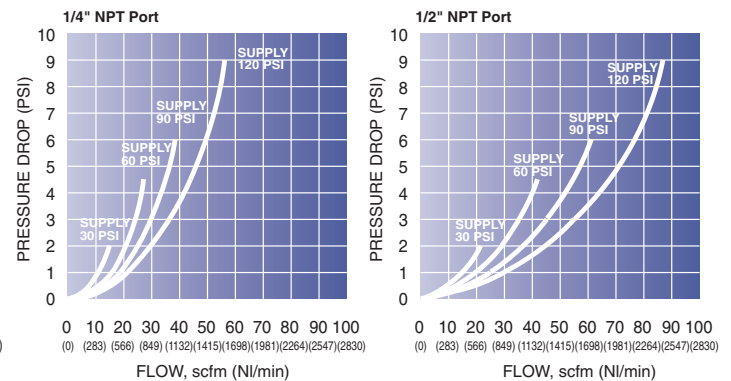 1/4" NPT Port
10
9
8
7
6
5
4
3
2
1
0
PRESSURE DROP (PSI)
SUPPLY
120 PSI
SUPPLY
90 PSI
SUPPLY
60 PSI
SUPPLY
30 PSI
0 10 20 30 40 50 60 70 80 90 100
(0) (283) (566) (849) (1132)(1415)(1698)(1981)(2264)(2547)(2830)
FLOW, scfm (Nl/min)
1/2" NPT Port
10
9
8
7
6
5
4
3
2
1
0
PRESSURE DROP (PSI)
SUPPLY
120 PSI
SUPPLY
90 PSI
SUPPLY
60 PSI
SUPPLY
30 PSI
0 10 20 30 40 50 60 70 80 90 100
(0) (283) (566) (849) (1132)(1415)(1698)(1981)(2264)(2547)(2830)
FLOW, scfm (Nl/min)
)